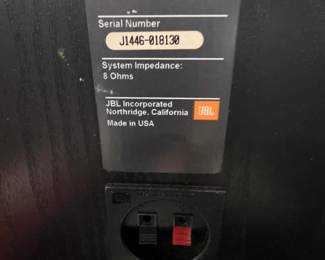 Serial Number
J1446-018130
System Impedance:
8 Ohms
JBL Incorporated
Northridge, California
Made in USA
JBL